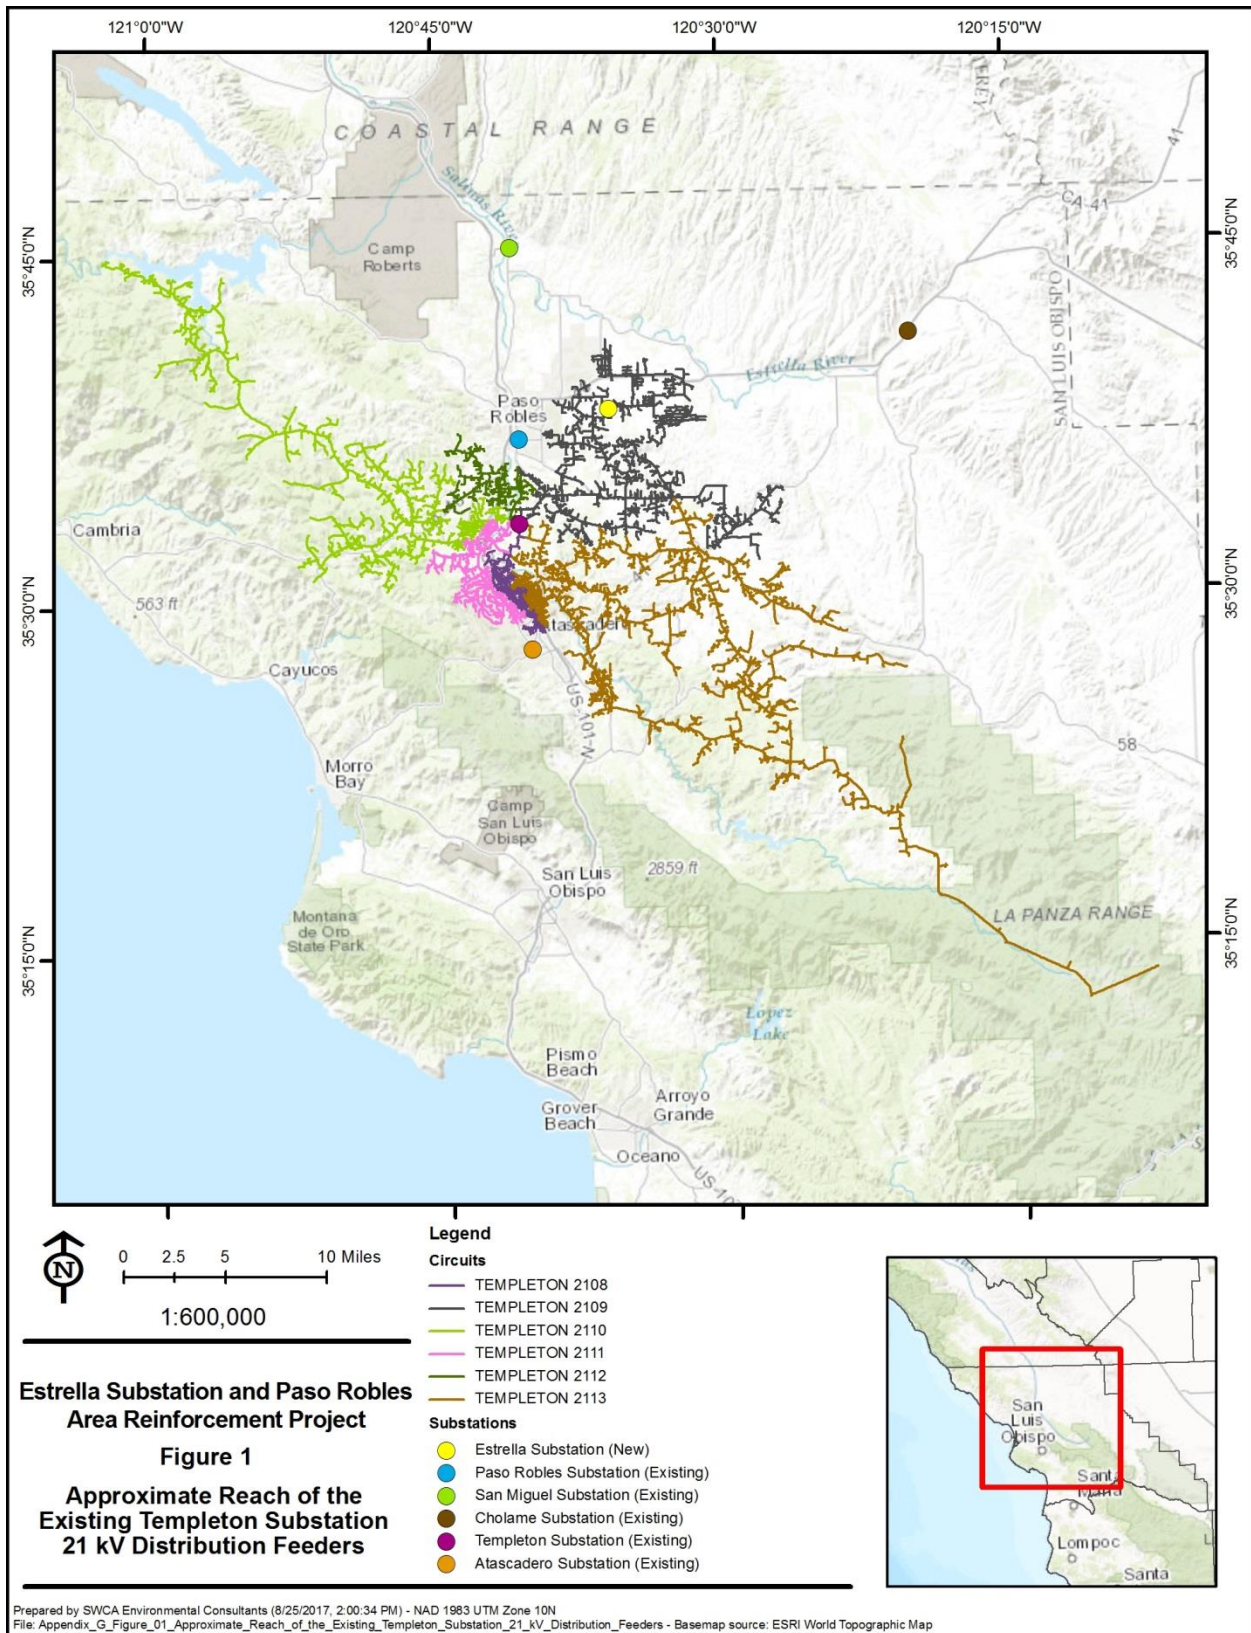 121°0'0"W
120°45'0"W
120°30'0"W
120°15'0"W
COASTAL RANGE
Salinas River
41
CA-41
35°45'0"N
35°45'0"N
Camp
Roberts
SAN LUIS OBISPO
Estrella River
Paso
Robles
Cambria
563 ft
35°30'0"N
35°30'0"N
Atascadero
Cayucos
US-101-N
58
Morro
Bay
Camp
San Luis
Obispo
San Luis
Obispo
2859 ft
Montana
de Oro
State Park
LA PANZA RANGE
35°15'0"N
35°15'0"N
Lopez
Lake
Pismo
Beach
Grover
Beach
Arroyo
Grande
Oceano
US-10
N
0 2.5 5 10 Miles
1:600,000
Legend
Circuits
TEMPLETON 2108
TEMPLETON 2109
TEMPLETON 2110
TEMPLETON 2111
TEMPLETON 2112
TEMPLETON 2113
Substations
Estrella Substation (New)
Paso Robles Substation (Existing)
San Miguel Substation (Existing)
Cholame Substation (Existing)
Templeton Substation (Existing)
Atascadero Substation (Existing)
Estrella Substation and Paso Robles
Area Reinforcement Project
Figure 1
Approximate Reach of the
Existing Templeton Substation
21 kV Distribution Feeders
San
Luis
Obispo
Santa
Maria
Lompoc
Santa
Prepared by SWCA Environmental Consultants (8/25/2017, 2:00:34 PM) - NAD 1983 UTM Zone 10N
File: Appendix_G_Figure_01_Approximate_Reach_of_the_Existing_Templeton_Substation_21_kV_Distribution_Feeders - Basemap source: ESRI World Topographic Map